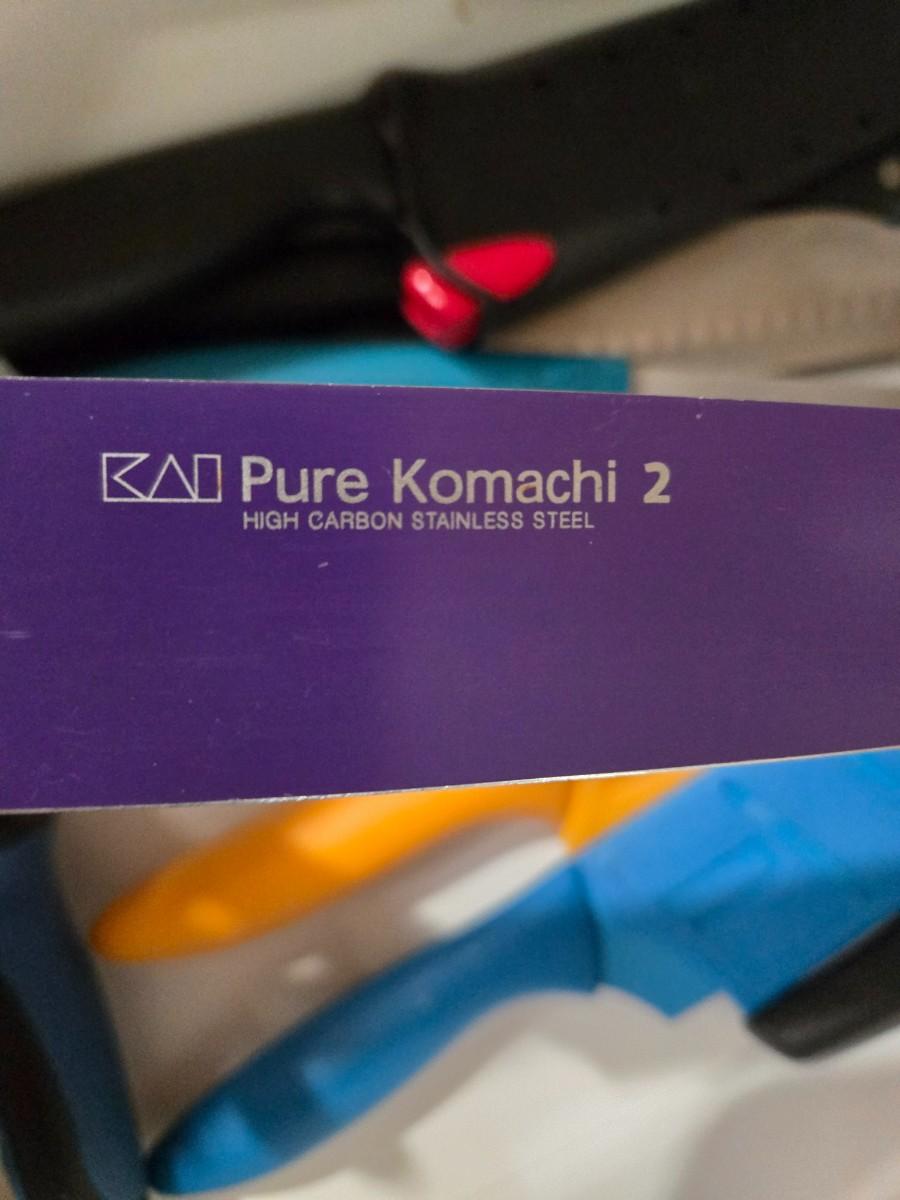 KAI Pure Komachi 2
HIGH CARBON STAINLESS STEEL